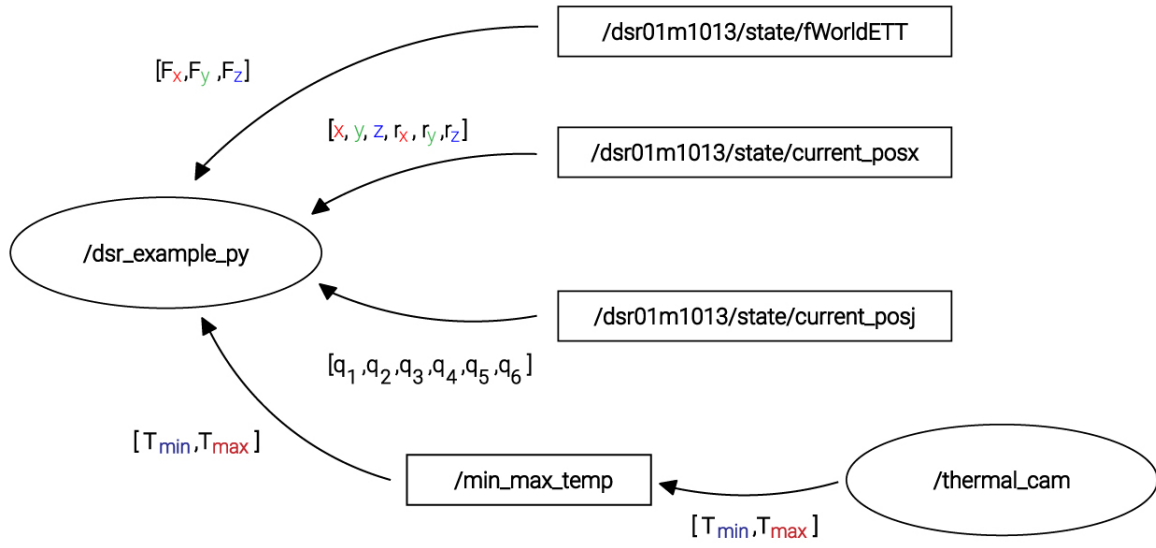 /dsr01m1013/state/fWorldETT
[Fx,Fy ,Fz]
[x, y, z, rx, ry,rz]
/dsr01m1013/state/current_posx
/dsr_example_py
/dsr01m1013/state/current_posj
[q1,q2,q3,q4,q5,q6]
[Tmin,Tmax]
/min_max_temp
/thermal_cam
[Tmin,Tmax]